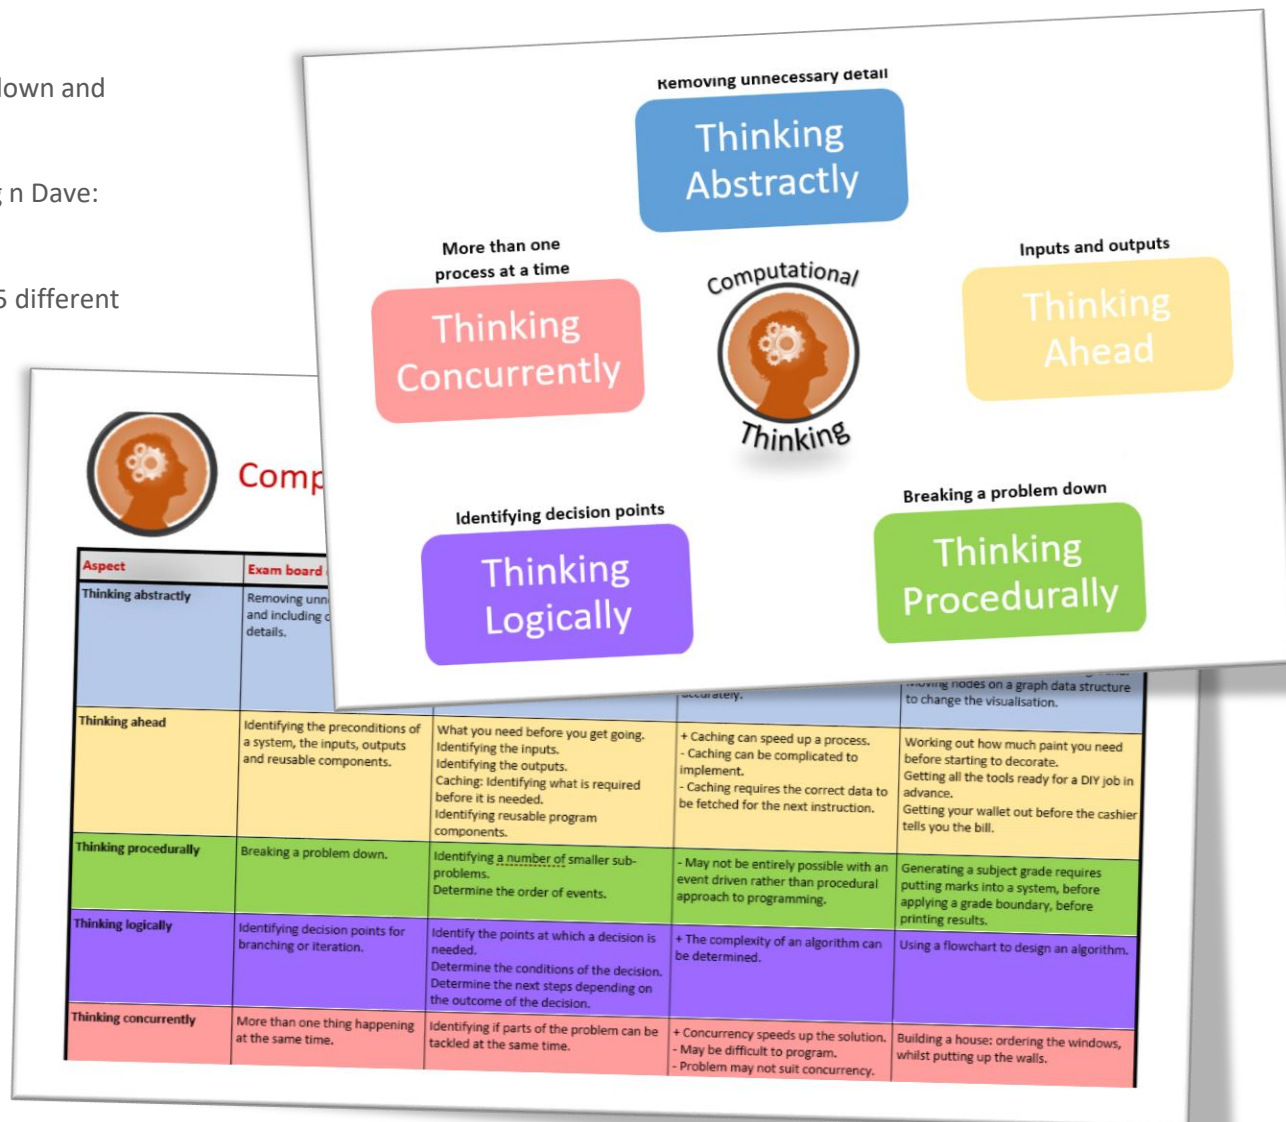 down and
n Dave:
5 different
Removing unnecessary detail
Thinking
Abstractly
More than one
process at a time
Thinking
Concurrently
Computational
Thinking
Inputs and outputs
Thinking
Ahead
Identifying decision points
Thinking
Logically
Breaking a problem down
Thinking
Procedurally
Aspect
Exam board
Thinking abstractly
Removing
and including
details.
accurately.
Moving nodes on a graph data structure
to change the visualisation.
Thinking ahead
Identifying the preconditions of
a system, the inputs, outputs
and reusable components.
What you need before you get going.
Identifying the inputs.
Identifying the outputs.
Caching: Identifying what is required
before it is needed.
Identifying reusable program
components.
+ Caching can speed up a process.
- Caching can be complicated to
implement.
- Caching requires the correct data to
be fetched for the next instruction.
Working out how much paint you need
before starting to decorate.
Getting all the tools ready for a DIY job in
advance.
Getting your wallet out before the cashier
tells you the bill.
Thinking procedurally
Breaking a problem down.
Identifying a number of smaller sub-
problems.
Determine the order of events.
- May not be entirely possible with an
event driven rather than procedural
approach to programming.
Generating a subject grade requires
putting marks into a system, before
applying a grade boundary, before
printing results.
Thinking logically
Identifying decision points for
branching or iteration.
Identify the points at which a decision is
needed.
Determine the conditions of the decision.
Determine the next steps depending on
the outcome of the decision.
+ The complexity of an algorithm can
be determined.
Using a flowchart to design an algorithm.
Thinking concurrently
More than one thing happening
at the same time.
Identifying if parts of the problem can be
tackled at the same time.
+ Concurrency speeds up the solution.
- May be difficult to program.
- Problem may not suit concurrency.
Building a house: ordering the windows,
whilst putting up the walls.